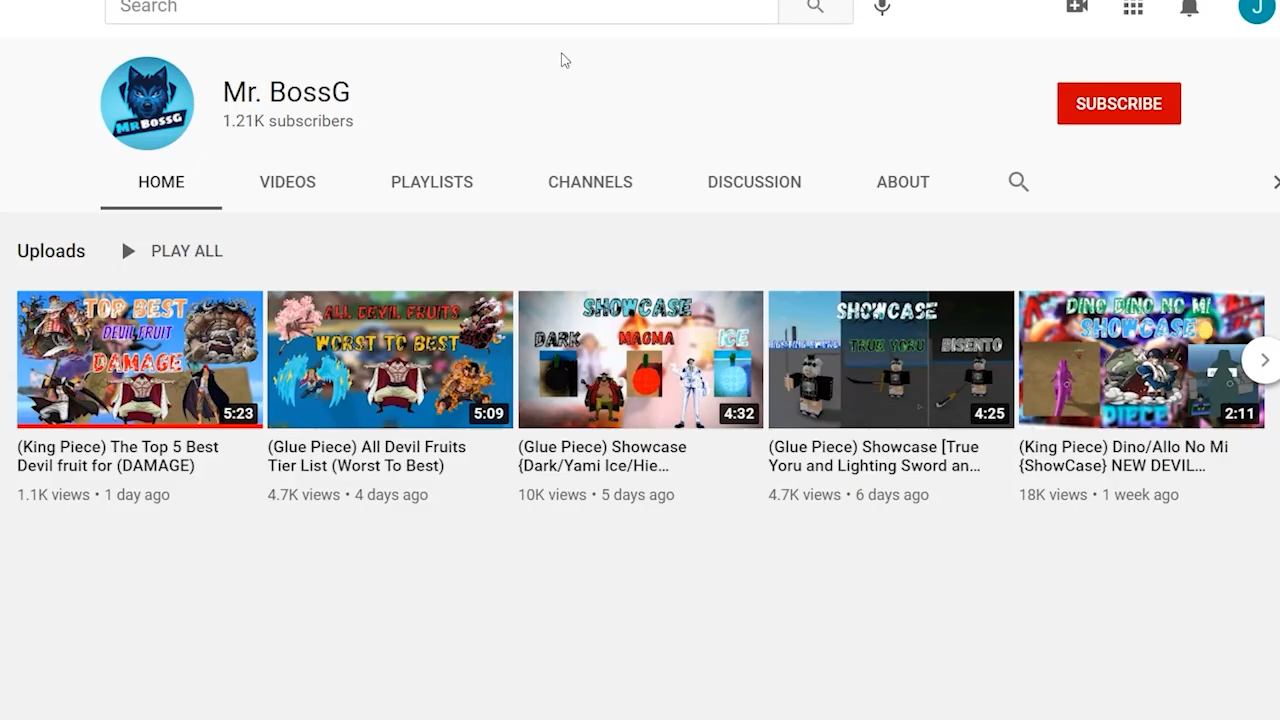 Search
J
MRBOSSG
Mr. BossG
1.21K subscribers
SUBSCRIBE
HOME
VIDEOS
PLAYLISTS
CHANNELS
DISCUSSION
ABOUT
Uploads
PLAY ALL
TOP BEST
DEVIL FRUIT
DAMAGE
5:23
ALL DEVIL FRUITS
WORST TO BEST
5:09
SHOWCASE
DARK
MAGMA
ICE
4:32
SHOWCASE
TRUE YORU
BISENTO
4:25
DINO DINO NO MI
SHOWCASE
PIECE
2:11
(King Piece) The Top 5 Best
Devil fruit for (DAMAGE)
1.1K views • 1 day ago
(Glue Piece) All Devil Fruits
Tier List (Worst To Best)
4.7K views • 4 days ago
(Glue Piece) Showcase
{Dark/Yami Ice/Hie...
10K views • 5 days ago
(Glue Piece) Showcase [True
Yoru and Lighting Sword an...
4.7K views • 6 days ago
(King Piece) Dino/Allo No Mi
{ShowCase} NEW DEVIL...
18K views • 1 week ago